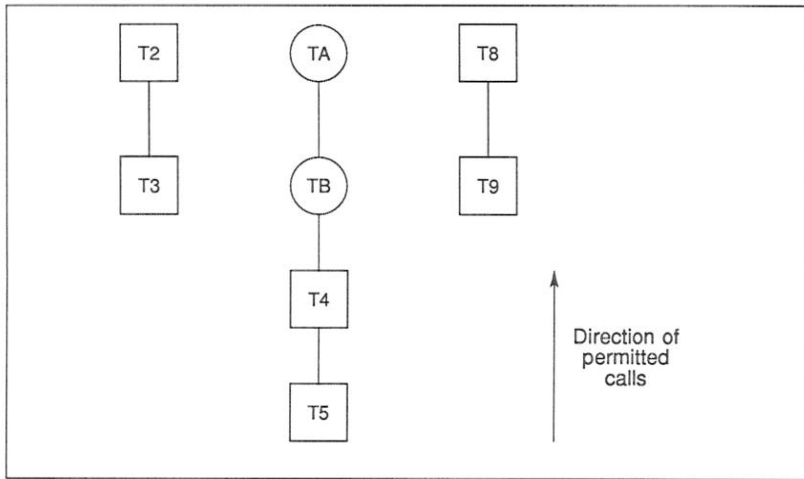 T2
TA
T8
T3
TB
T9
T4
T5
Direction of
permitted
calls